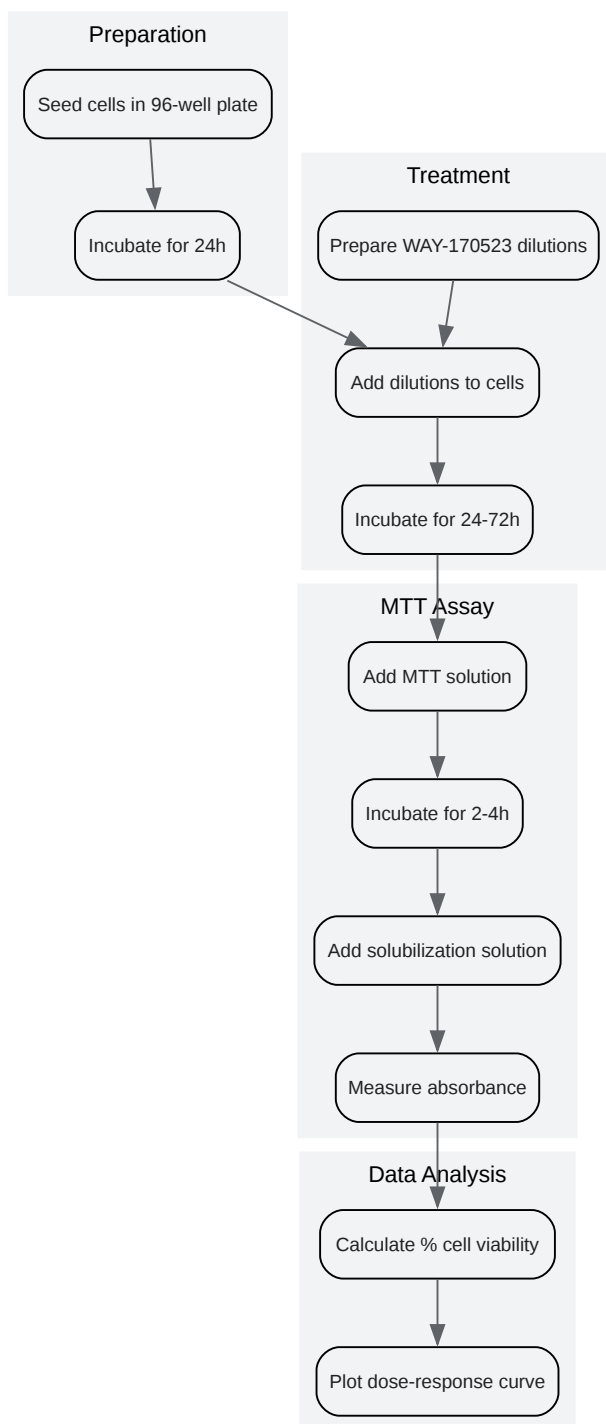 Preparation
Seed cells in 96-well plate
Incubate for 24h
Treatment
Prepare WAY-170523 dilutions
Add dilutions to cells
Incubate for 24-72h
MTT Assay
Add MTT solution
Incubate for 2-4h
Add solubilization solution
Measure absorbance
Data Analysis
Calculate % cell viability
Plot dose-response curve